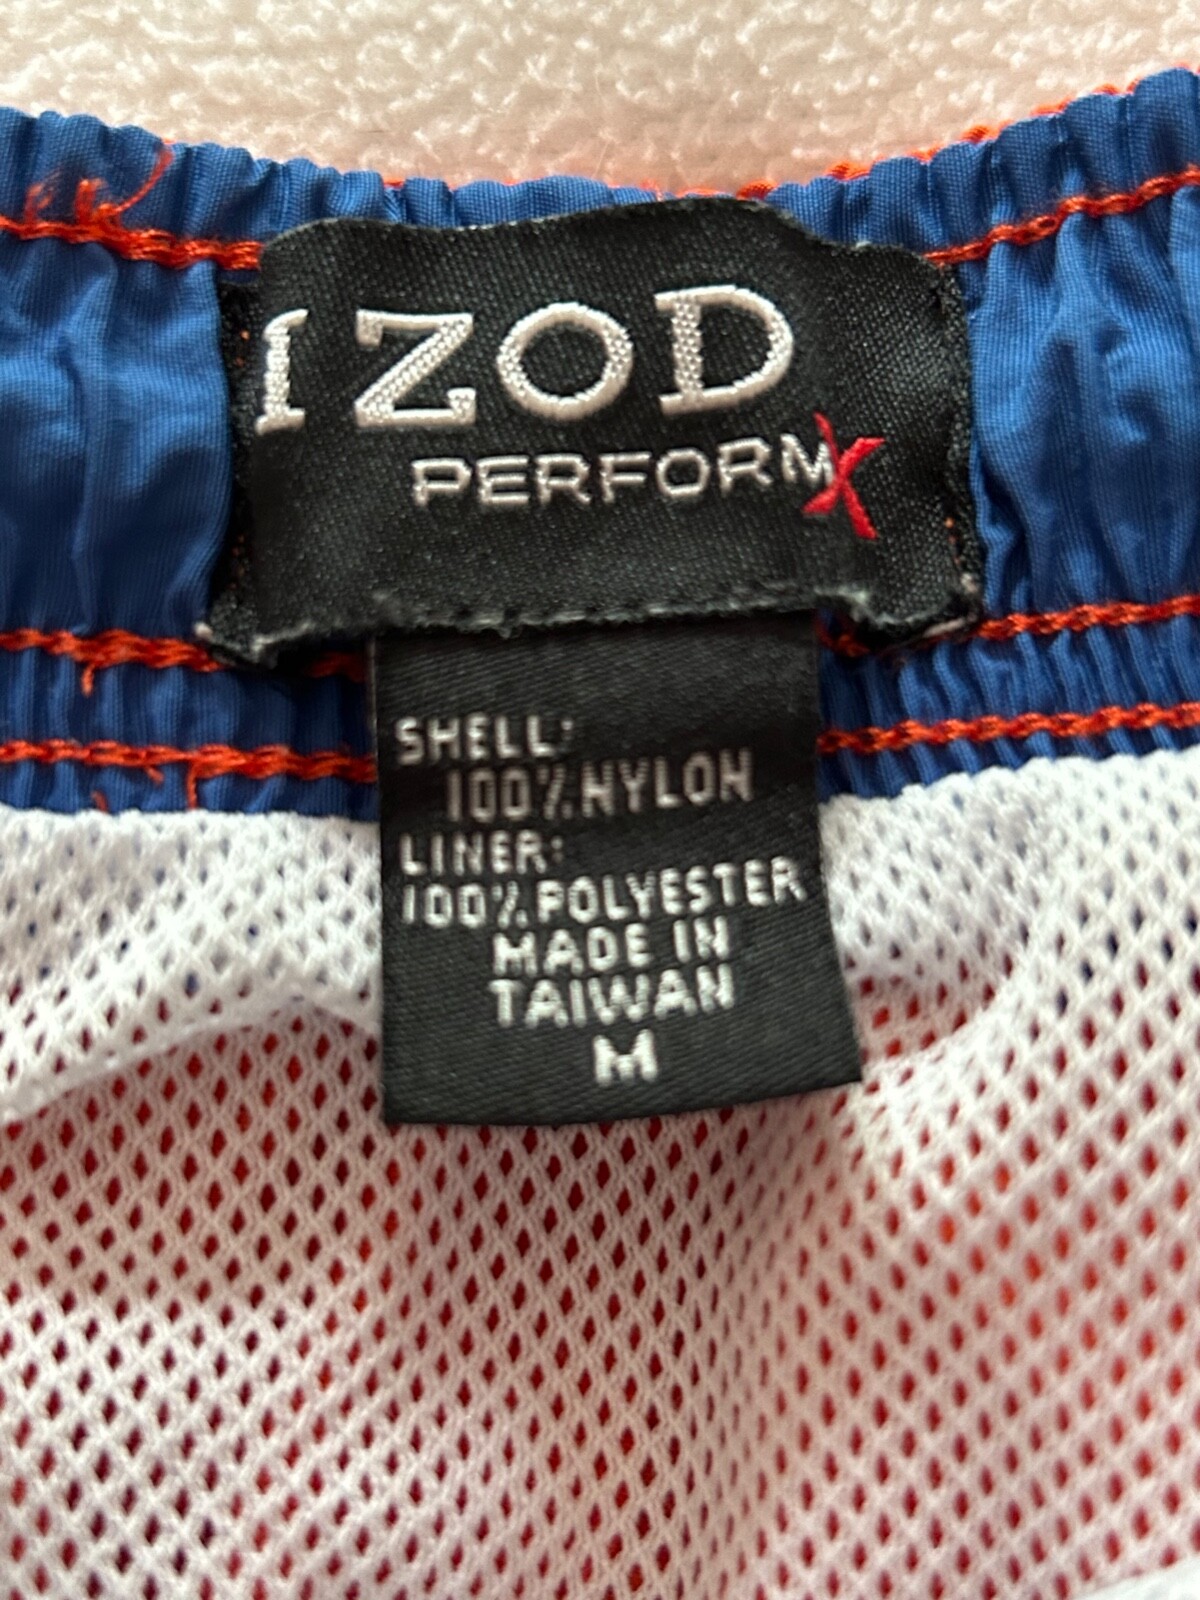 IZOD
PERFORMX
SHELL:
100% NYLON
LINER:
100% POLYESTER
MADE IN
TAIWAN
M